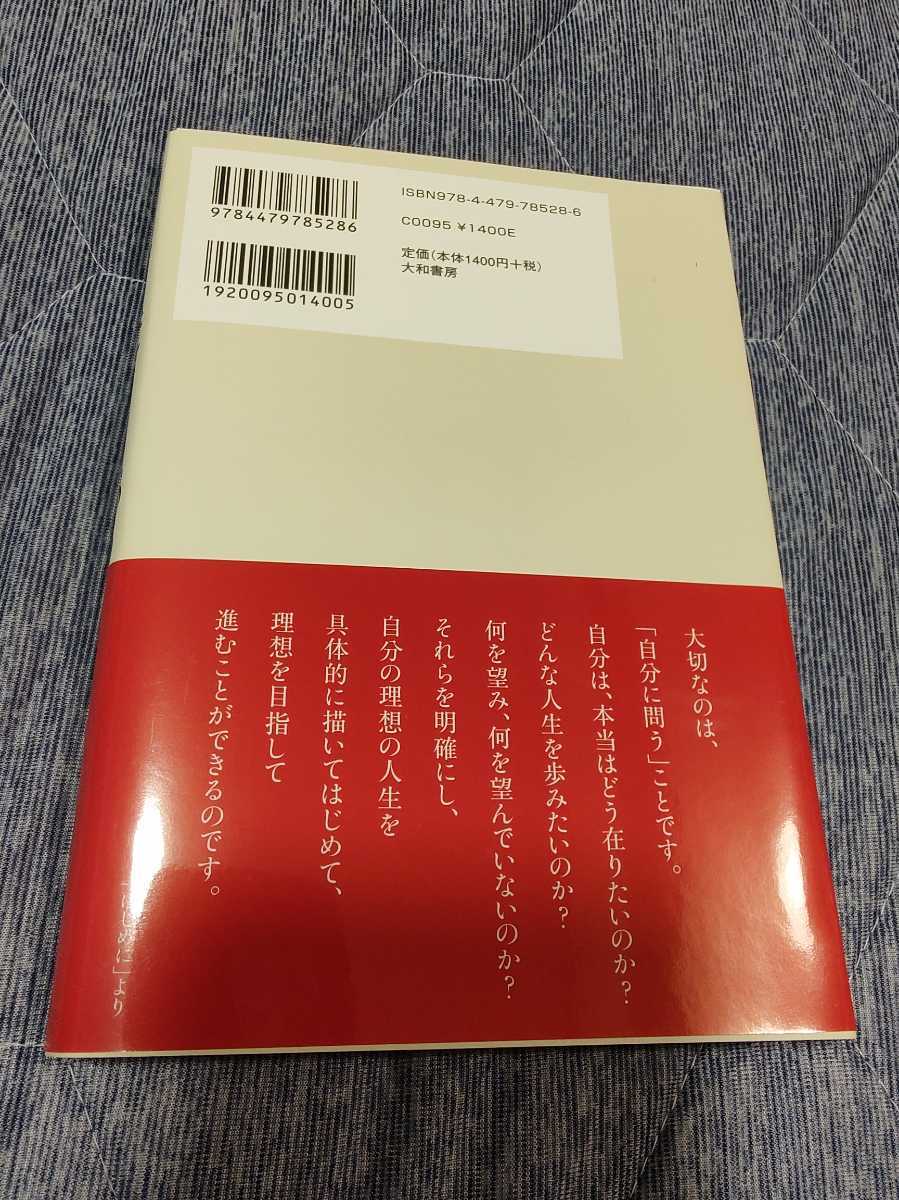 9784479785286
1920095014005
ISBN978-4-479-78528-6
C0095 ¥1400E
定価(本体1400円+税)
大和書房
大切なのは、
「自分に問う」ことです。
自分は、本当はどう在りたいのか?
どんな人生を歩みたいのか?
何を望み、何を望んでいないのか?
それらを明確にし、
自分の理想の人生を
具体的に描いてはじめて、
理想を目指して
進むことができるのです。
「はじめに」より